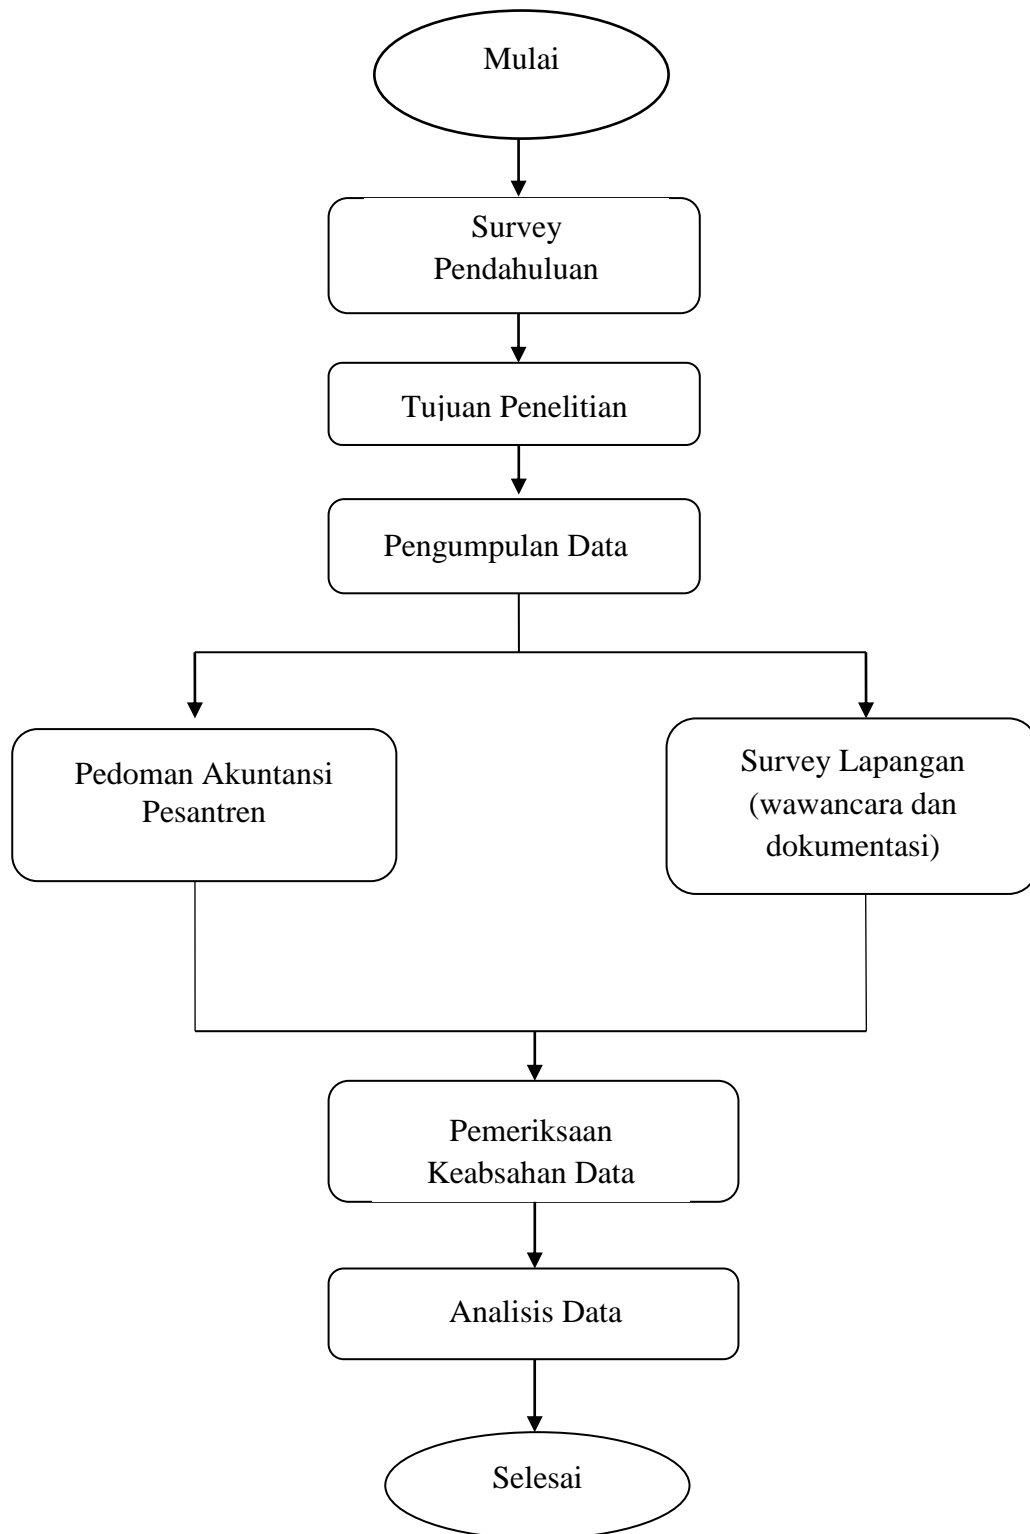 Mulai
Survey
Pendahuluan
Tujuan Penelitian
Pengumpulan Data
Pedoman Akuntansi
Pesantren
Survey Lapangan
(wawancara dan
dokumentasi)
Pemeriksaan
Keabsahan Data
Analisis Data
Selesai